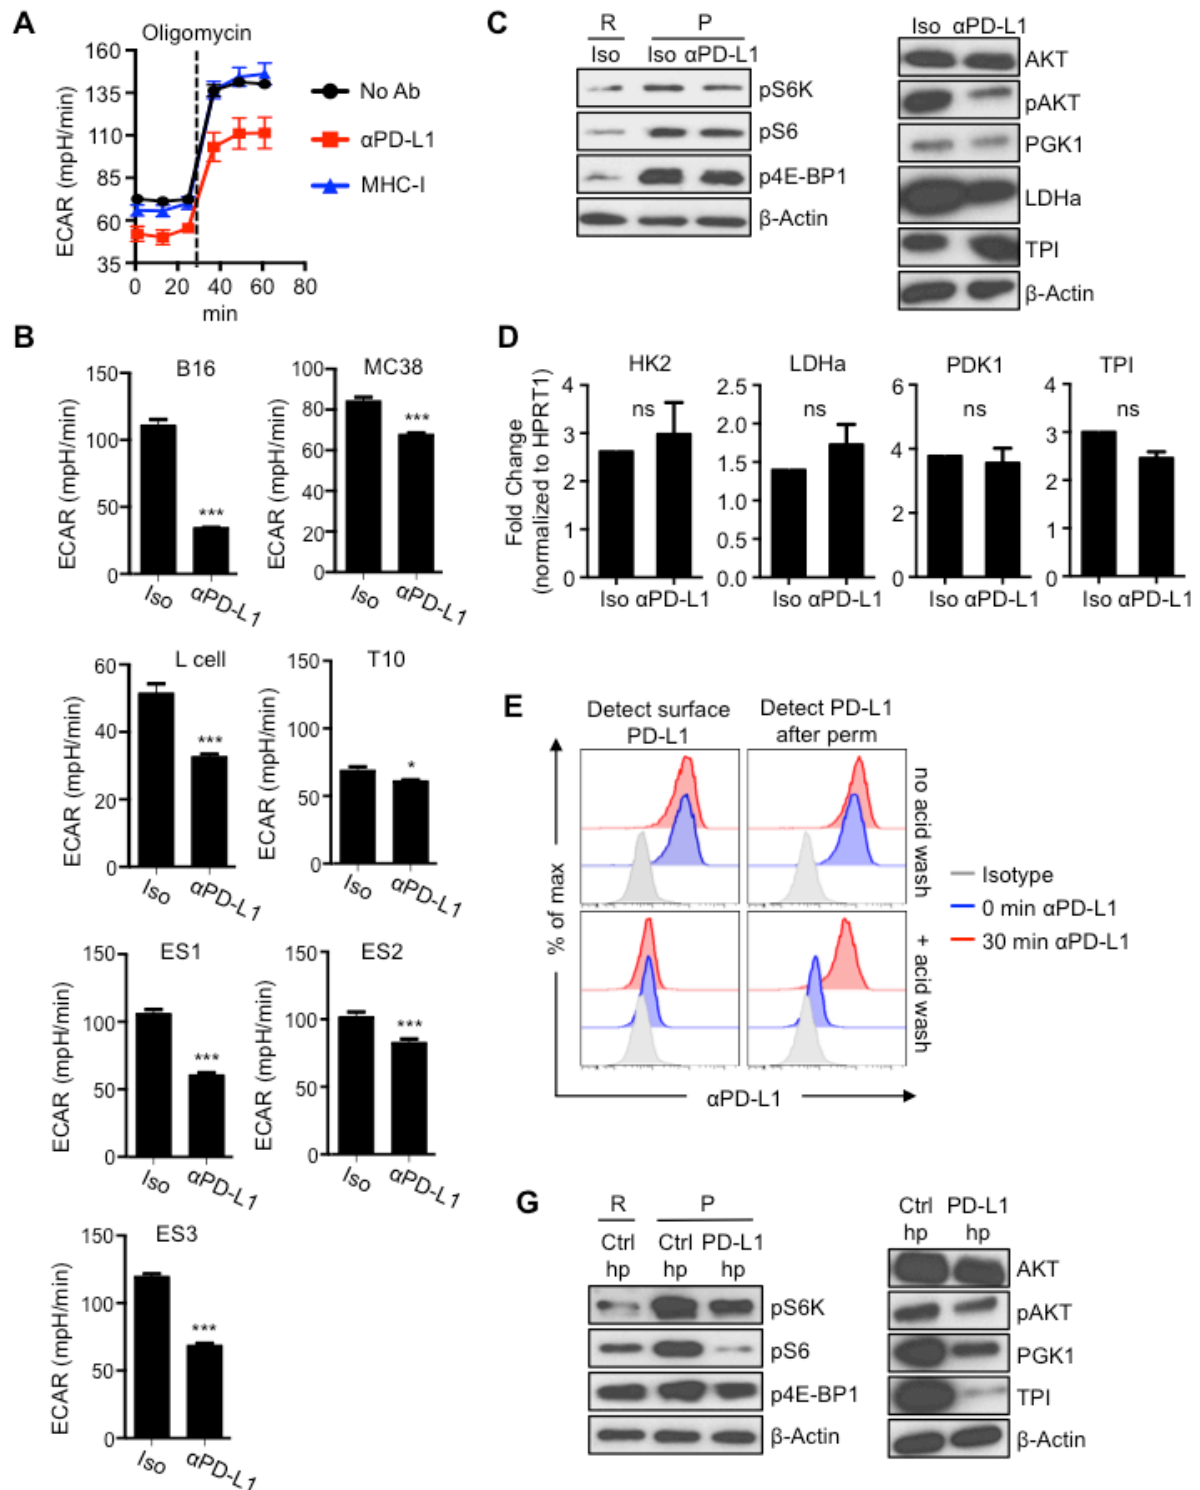 A
Oligomycin
ECAR (mpH/min)
160
135
110
85
60
35
0 20 40 60 80
min
No Ab
αPD-L1
MHC-I
B
B16
ECAR (mpH/min)
150
100
50
0
Iso
αPD-L1
***
MC38
ECAR (mpH/min)
100
80
60
40
20
0
Iso
αPD-L1
***
L cell
ECAR (mpH/min)
60
40
20
0
Iso
αPD-L1
***
T10
ECAR (mpH/min)
150
100
50
0
Iso
αPD-L1
*
ES1
ECAR (mpH/min)
150
100
50
0
Iso
αPD-L1
***
ES2
ECAR (mpH/min)
150
100
50
0
Iso
αPD-L1
***
ES3
ECAR (mpH/min)
150
100
50
0
Iso
αPD-L1
***
C
R P
Iso Iso αPD-L1
pS6K
pS6
p4E-BP1
β-Actin
Iso αPD-L1
AKT
pAKT
PGK1
LDHa
TPI
β-Actin
D
Fold Change
(normalized to HPRT1)
HK2
4
3
2
1
0
ns
Iso αPD-L1
LDHa
2.5
2.0
1.5
1.0
0.5
0.0
ns
Iso αPD-L1
PDK1
6
4
2
0
ns
Iso αPD-L1
TPI
4
3
2
1
0
ns
Iso αPD-L1
E
Detect surface
PD-L1
Detect PD-L1
after perm
% of max
no acid wash
+ acid wash
αPD-L1
Isotype
0 min αPD-L1
30 min αPD-L1
G
R P
Ctrl Ctrl PD-L1
hp hp hp
pS6K
pS6
p4E-BP1
β-Actin
Ctrl PD-L1
hp hp
AKT
pAKT
PGK1
TPI
β-Actin